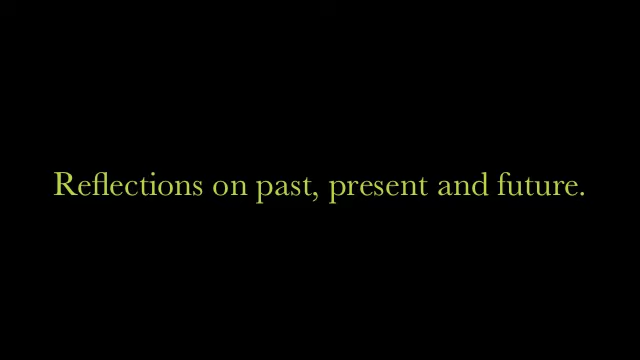 Reflections on past, present and future.